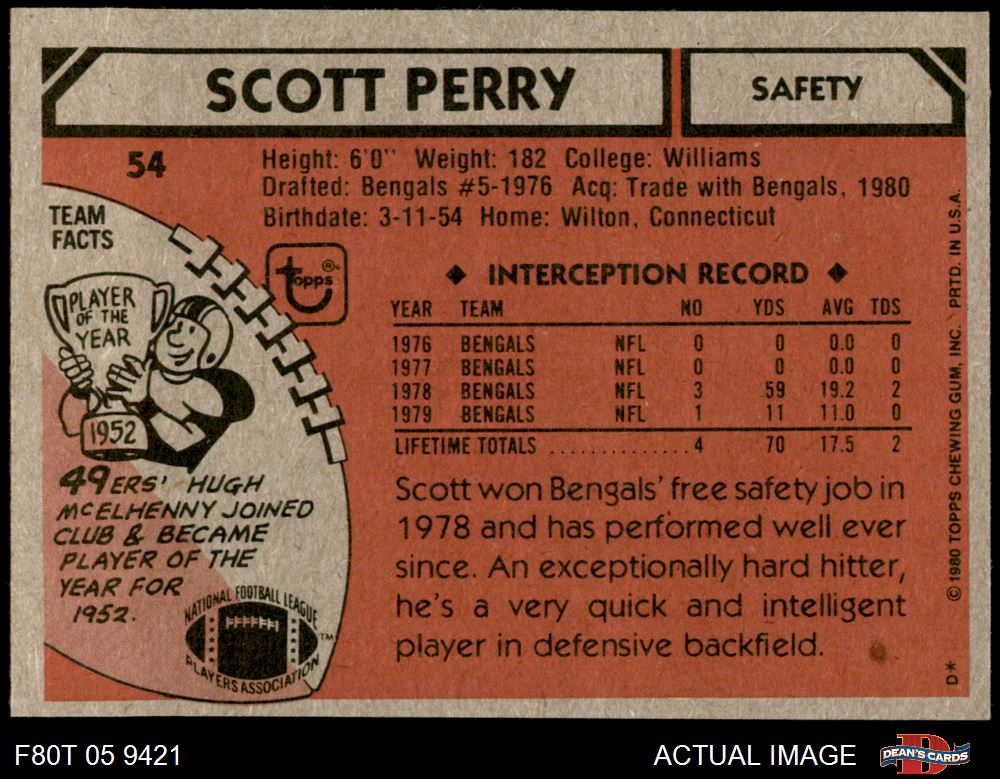 SCOTT PERRY
SAFETY
54
Height: 6'0" Weight: 182 College: Williams
Drafted: Bengals #5-1976 Acq: Trade with Bengals, 1980
Birthdate: 3-11-54 Home: Wilton, Connecticut
TEAM
FACTS
PLAYER
OF THE
YEAR
1952
topps ®
◆ INTERCEPTION RECORD ◆
YEAR TEAM NO YDS AVG TDS
1976 BENGALS NFL 0 0 0.0 0
1977 BENGALS NFL 0 0 0.0 0
1978 BENGALS NFL 3 59 19.2 2
1979 BENGALS NFL 1 11 11.0 0
LIFETIME TOTALS .............. 4 70 17.5 2
49ERS' HUGH
McELHENNY JOINED
CLUB & BECAME
PLAYER OF THE
YEAR FOR
1952.
NATIONAL FOOTBALL LEAGUE
PLAYERS ASSOCIATION
TM
Scott won Bengals' free safety job in
1978 and has performed well ever
since. An exceptionally hard hitter,
he's a very quick and intelligent
player in defensive backfield.
D* © 1980 TOPPS CHEWING GUM, INC. PRTD. IN U.S.A.
F80T 05 9421
ACTUAL IMAGE
DEAN'S CARDS